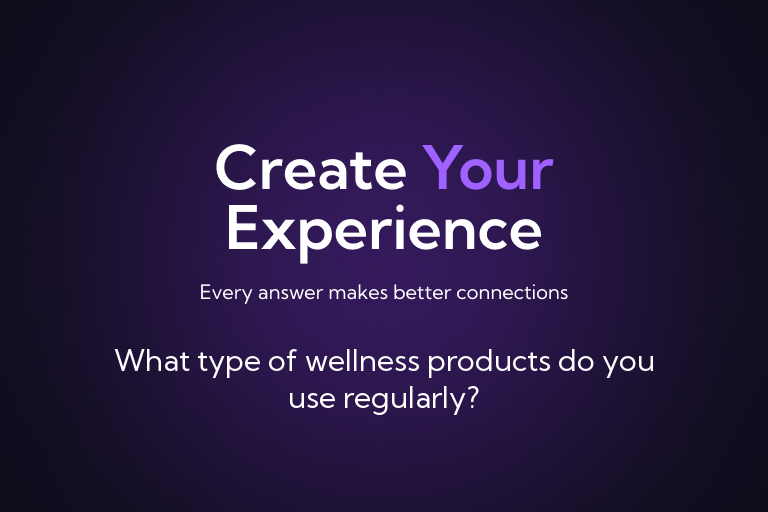 Create Your
Experience
Every answer makes better connections
What type of wellness products do you
use regularly?